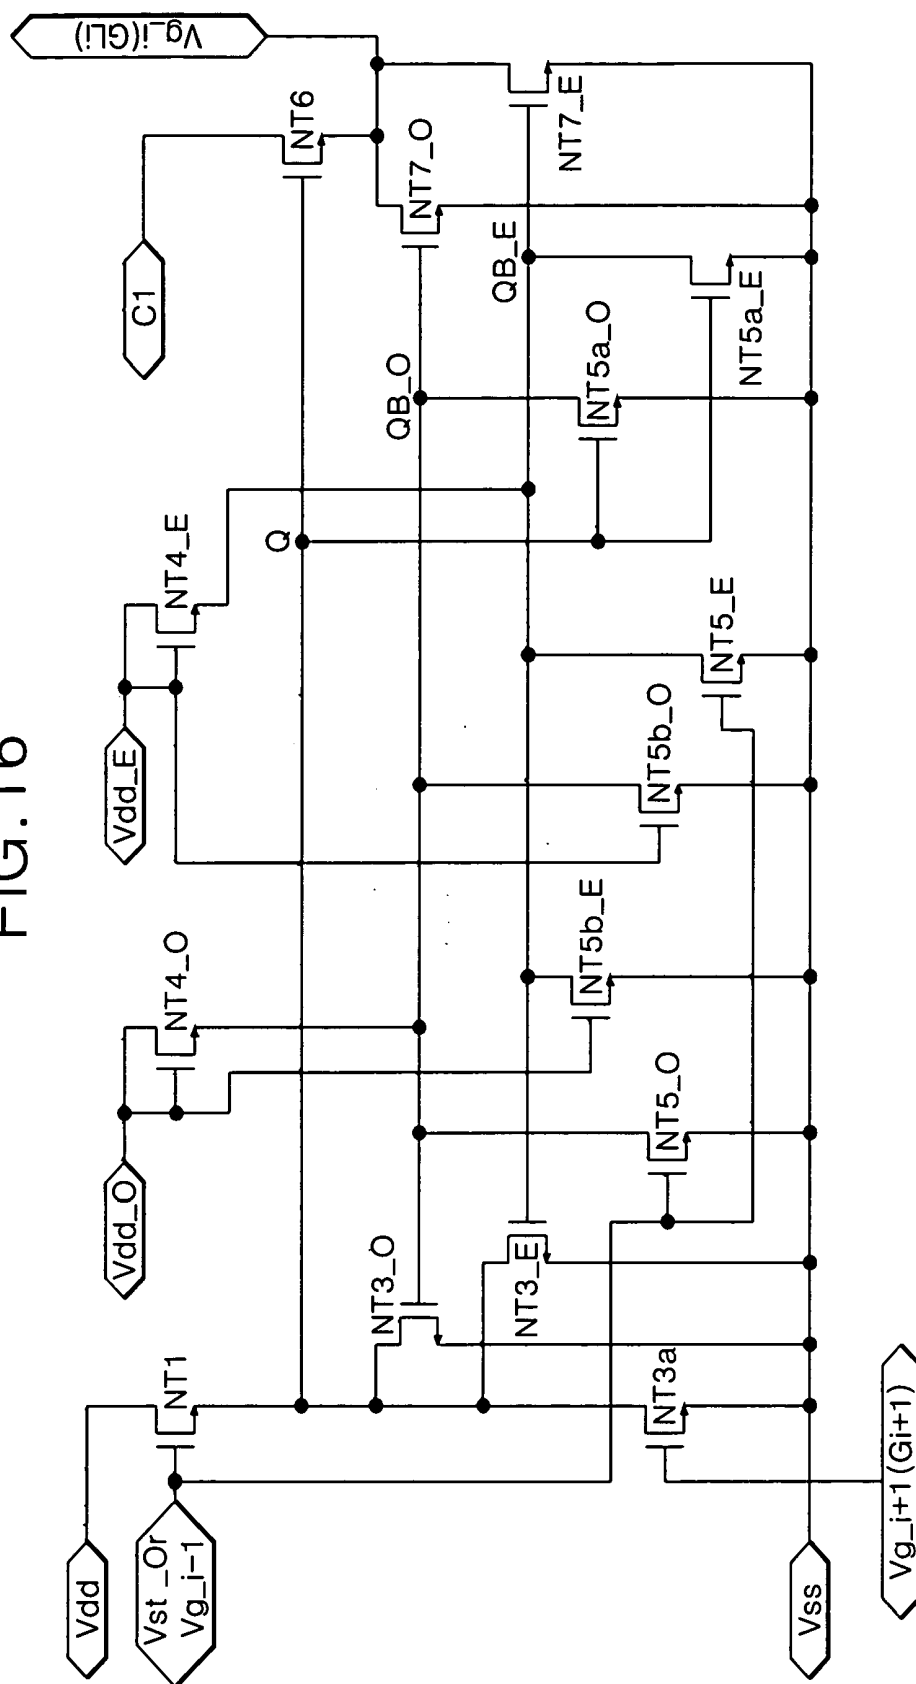 FIG.16
Vdd
Vst_Or
Vg_i-1
Vdd_O
Vdd_E
C1
Vg_i(GLi)
NT1
NT4_O
NT4_E
NT6
Q
NT3_O
QB_O
NT7_O
NT3_E
QB_E
NT7_E
NT5b_E
NT5a_O
NT3a
NT5_O
NT5b_O
NT5_E
NT5a_E
Vss
Vg_i+1(Gi+1)